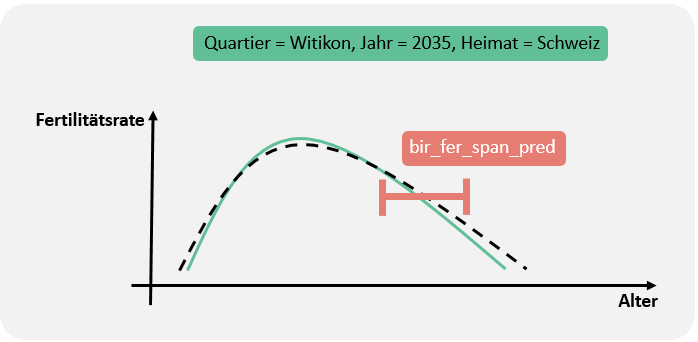 Quartier = Witikon, Jahr = 2035, Heimat = Schweiz
Fertilitätsrate
bir_fer_span_pred
Alter